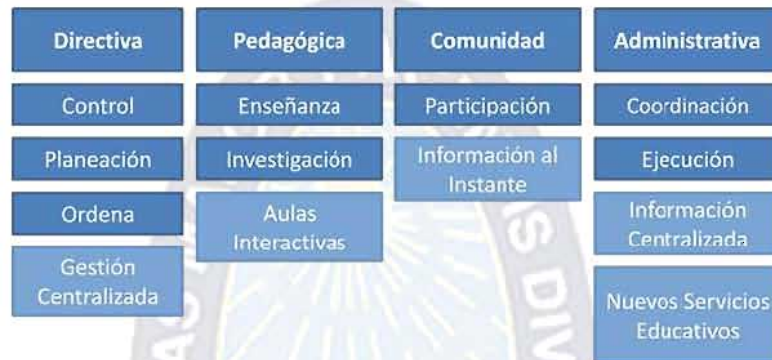 Directiva
Pedagógica
Comunidad
Administrativa
Control
Enseñanza
Participación
Coordinación
Planeación
Investigación
Información al
Instante
Ejecución
Ordena
Aulas
Interactivas
Información
Centralizada
Gestión
Centralizada
Nuevos Servicios
Educativos